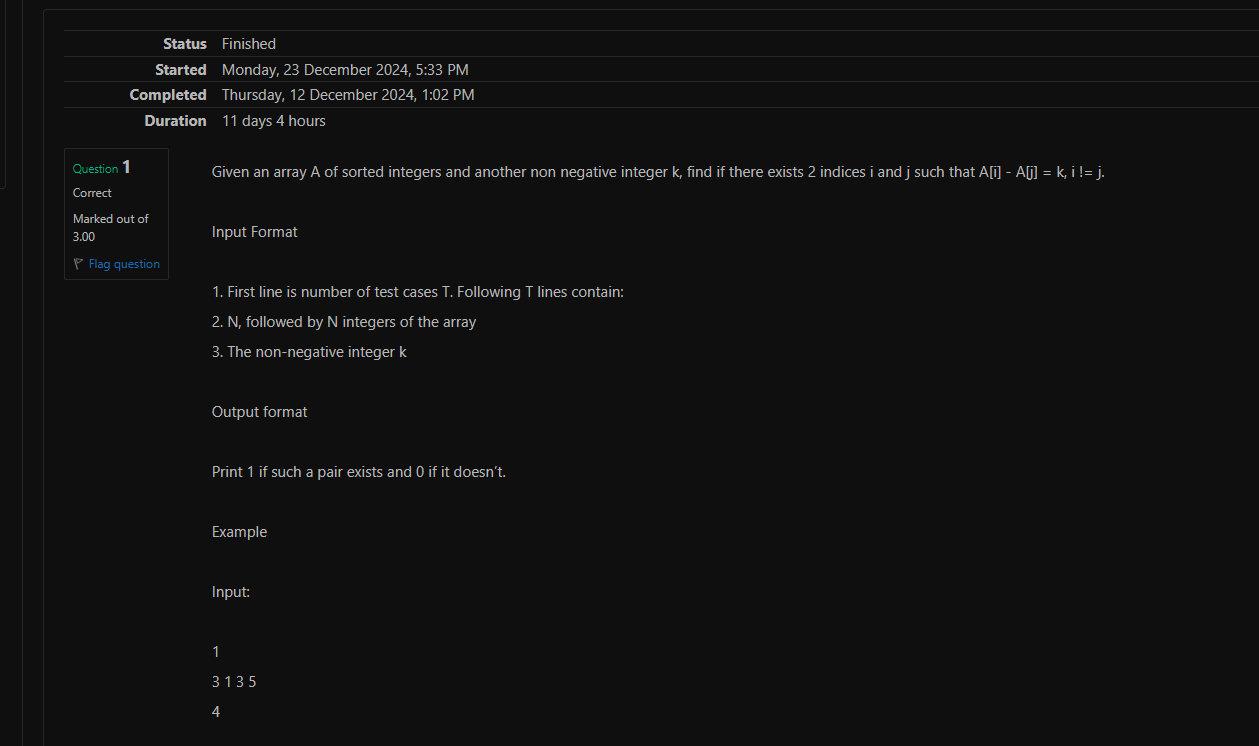 Status Finished
Started Monday, 23 December 2024, 5:33 PM
Completed Thursday, 12 December 2024, 1:02 PM
Duration 11 days 4 hours
Question 1
Correct
Marked out of
3.00
Flag question
Given an array A of sorted integers and another non negative integer k, find if there exists 2 indices i and j such that A[i] - A[j] = k, i != j.
Input Format
1. First line is number of test cases T. Following T lines contain:
2. N, followed by N integers of the array
3. The non-negative integer k
Output format
Print 1 if such a pair exists and 0 if it doesn’t.
Example
Input:
1
3 1 3 5
4